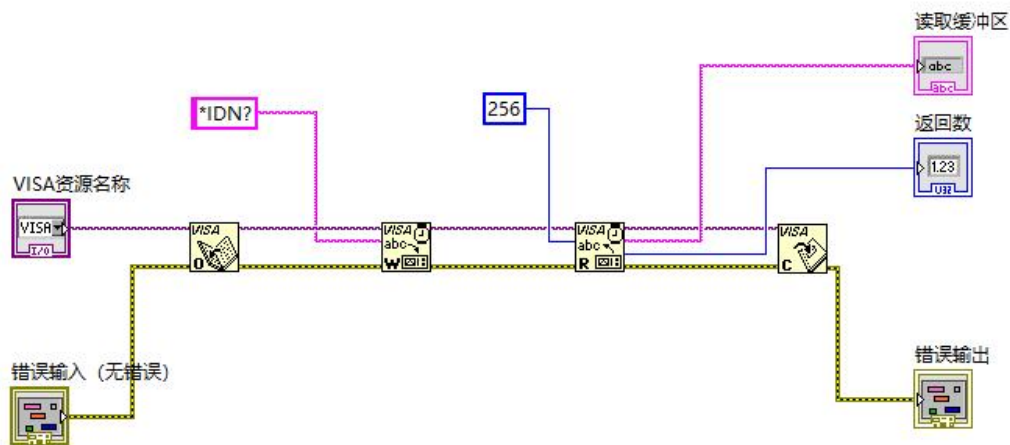 读取缓冲区
abc
abc
*IDN?
256
返回数
1.23
U32
VISA资源名称
VISA
I/O
VISA
O
VISA
abc
W
VISA
abc
R
VISA
C
错误输入（无错误）
错误输出